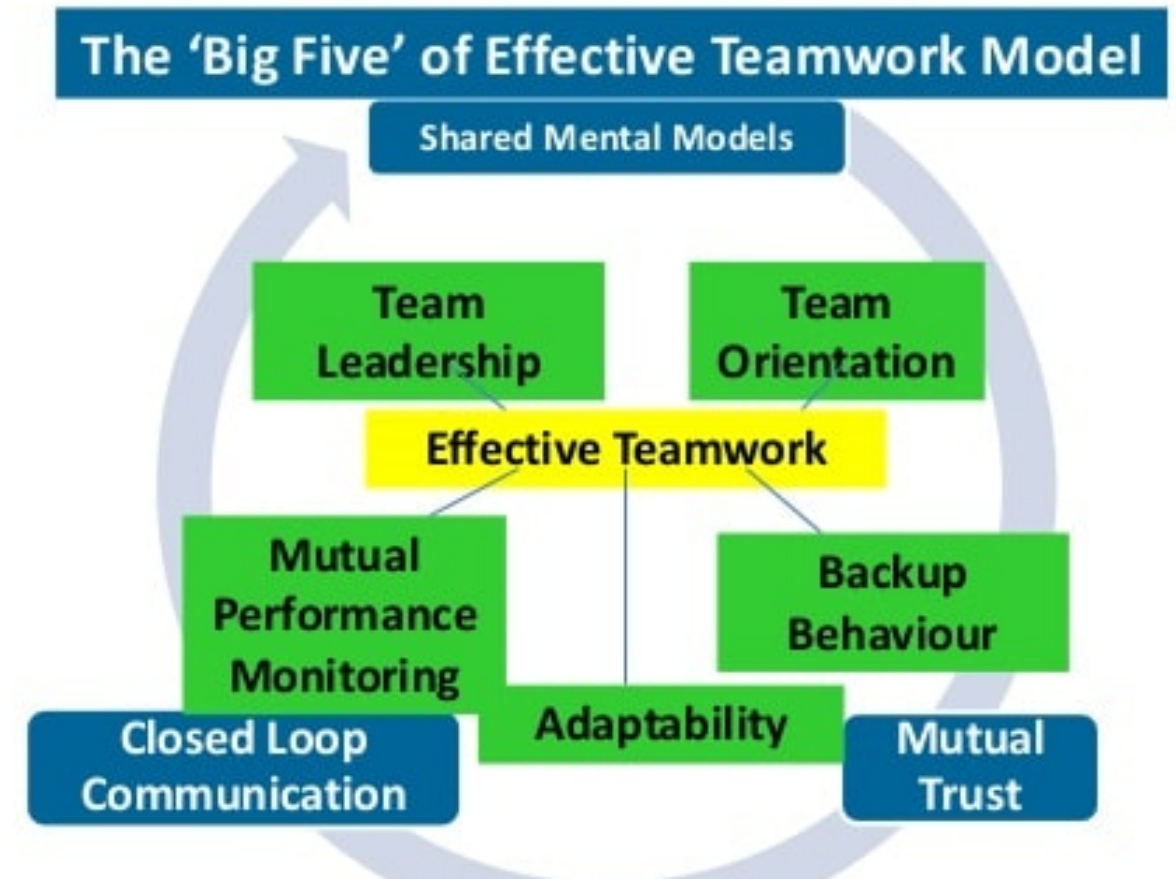 The ‘Big Five’ of Effective Teamwork Model
Shared Mental Models
Team
Leadership
Team
Orientation
Effective Teamwork
Mutual
Performance
Monitoring
Backup
Behaviour
Adaptability
Closed Loop
Communication
Mutual
Trust